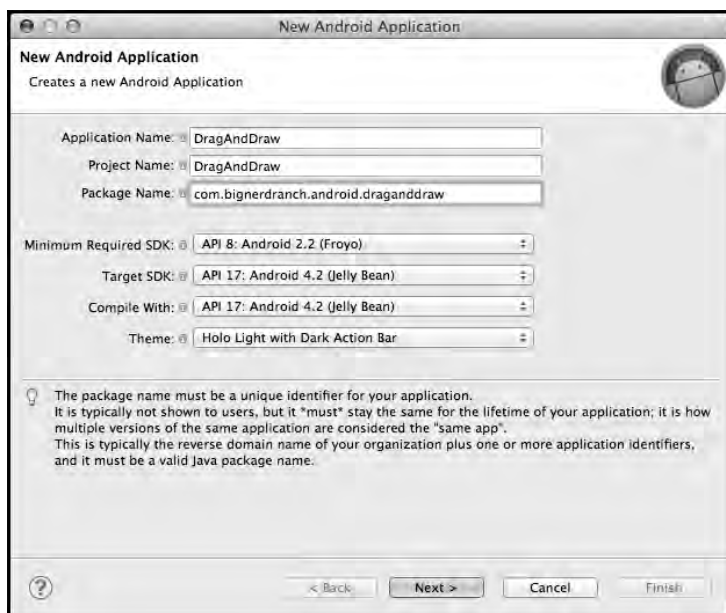 New Android Application
New Android Application
Creates a new Android Application
Application Name: DragAndDraw
Project Name: DragAndDraw
Package Name: com.bignerdranch.android.draganddraw
Minimum Required SDK: API 8: Android 2.2 (Froyo)
Target SDK: API 17: Android 4.2 (Jelly Bean)
Compile With: API 17: Android 4.2 (Jelly Bean)
Theme: Holo Light with Dark Action Bar
The package name must be a unique identifier for your application.
It is typically not shown to users, but it *must* stay the same for the lifetime of your application; it is how
multiple versions of the same application are considered the "same app".
This is typically the reverse domain name of your organization plus one or more application identifiers,
and it must be a valid Java package name.
? < Back Next > Cancel Finish